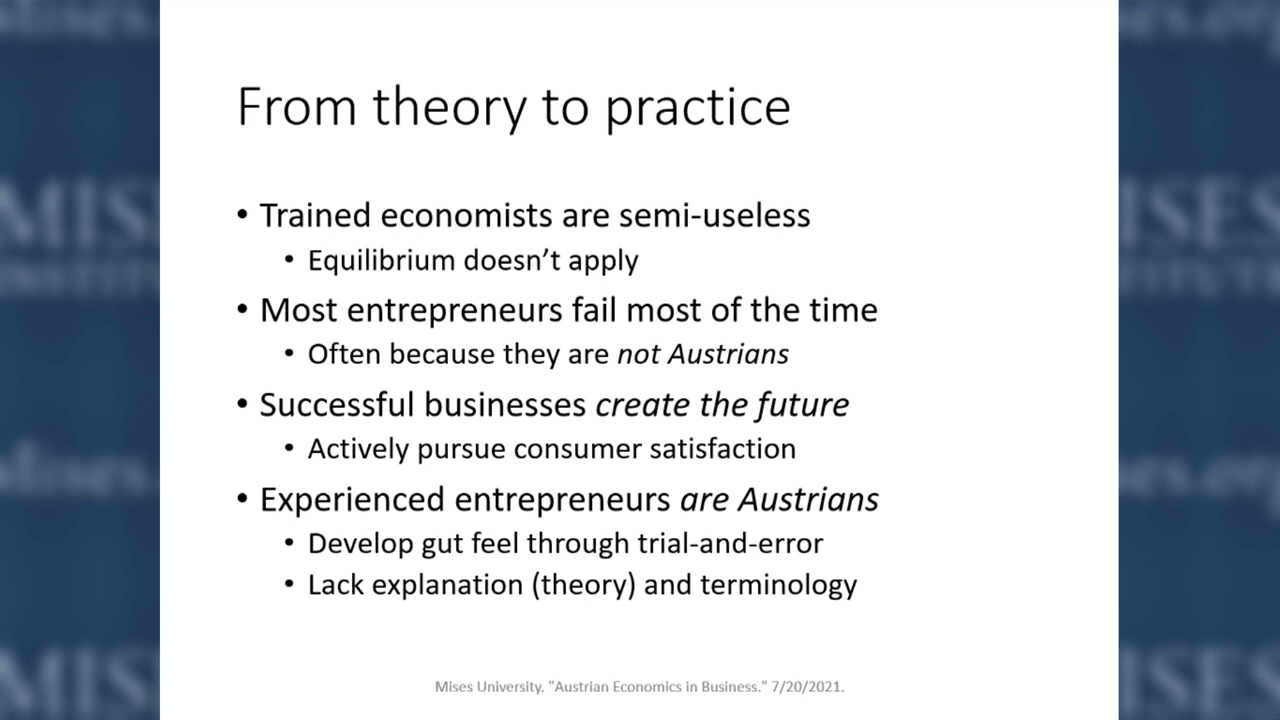 From theory to practice
• Trained economists are semi-useless
• Equilibrium doesn’t apply
• Most entrepreneurs fail most of the time
• Often because they are not Austrians
• Successful businesses create the future
• Actively pursue consumer satisfaction
• Experienced entrepreneurs are Austrians
• Develop gut feel through trial-and-error
• Lack explanation (theory) and terminology
Mises University. "Austrian Economics in Business." 7/20/2021.